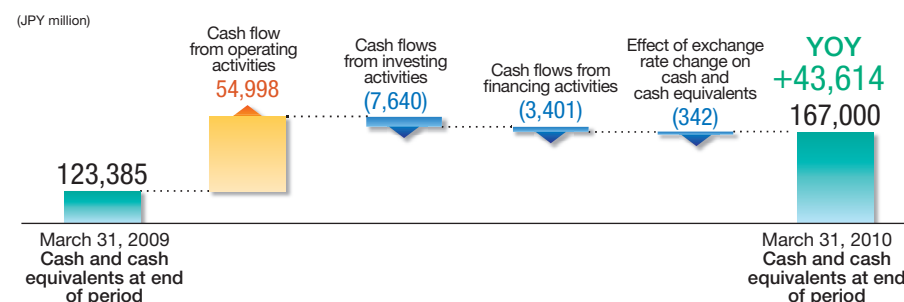 (JPY million)
Cash flow
from operating
activities
54,998
Cash flows
from investing
activities
(7,640)
Cash flows from
financing activities
(3,401)
Effect of exchange
rate change on
cash and
cash equivalents
(342)
YOY
+43,614
167,000
123,385
March 31, 2009
Cash and cash
equivalents at end
of period
March 31, 2010
Cash and cash
equivalents at end
of period